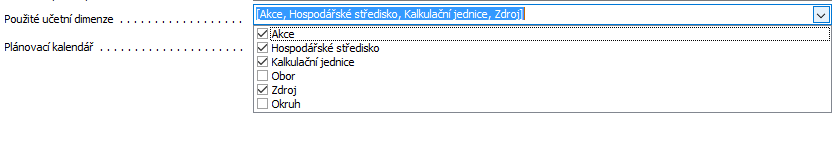 Použité účetní dimenze . . . . . . . . . . . . . . . . . . [Akce, Hospodářské středisko, Kalkulační jednice, Zdroj]
Akce
Plánovací kalendář . . . . . . . . . . . . . . . . . . . . . Hospodářské středisko
Kalkulační jednice
Obor
Zdroj
Okruh